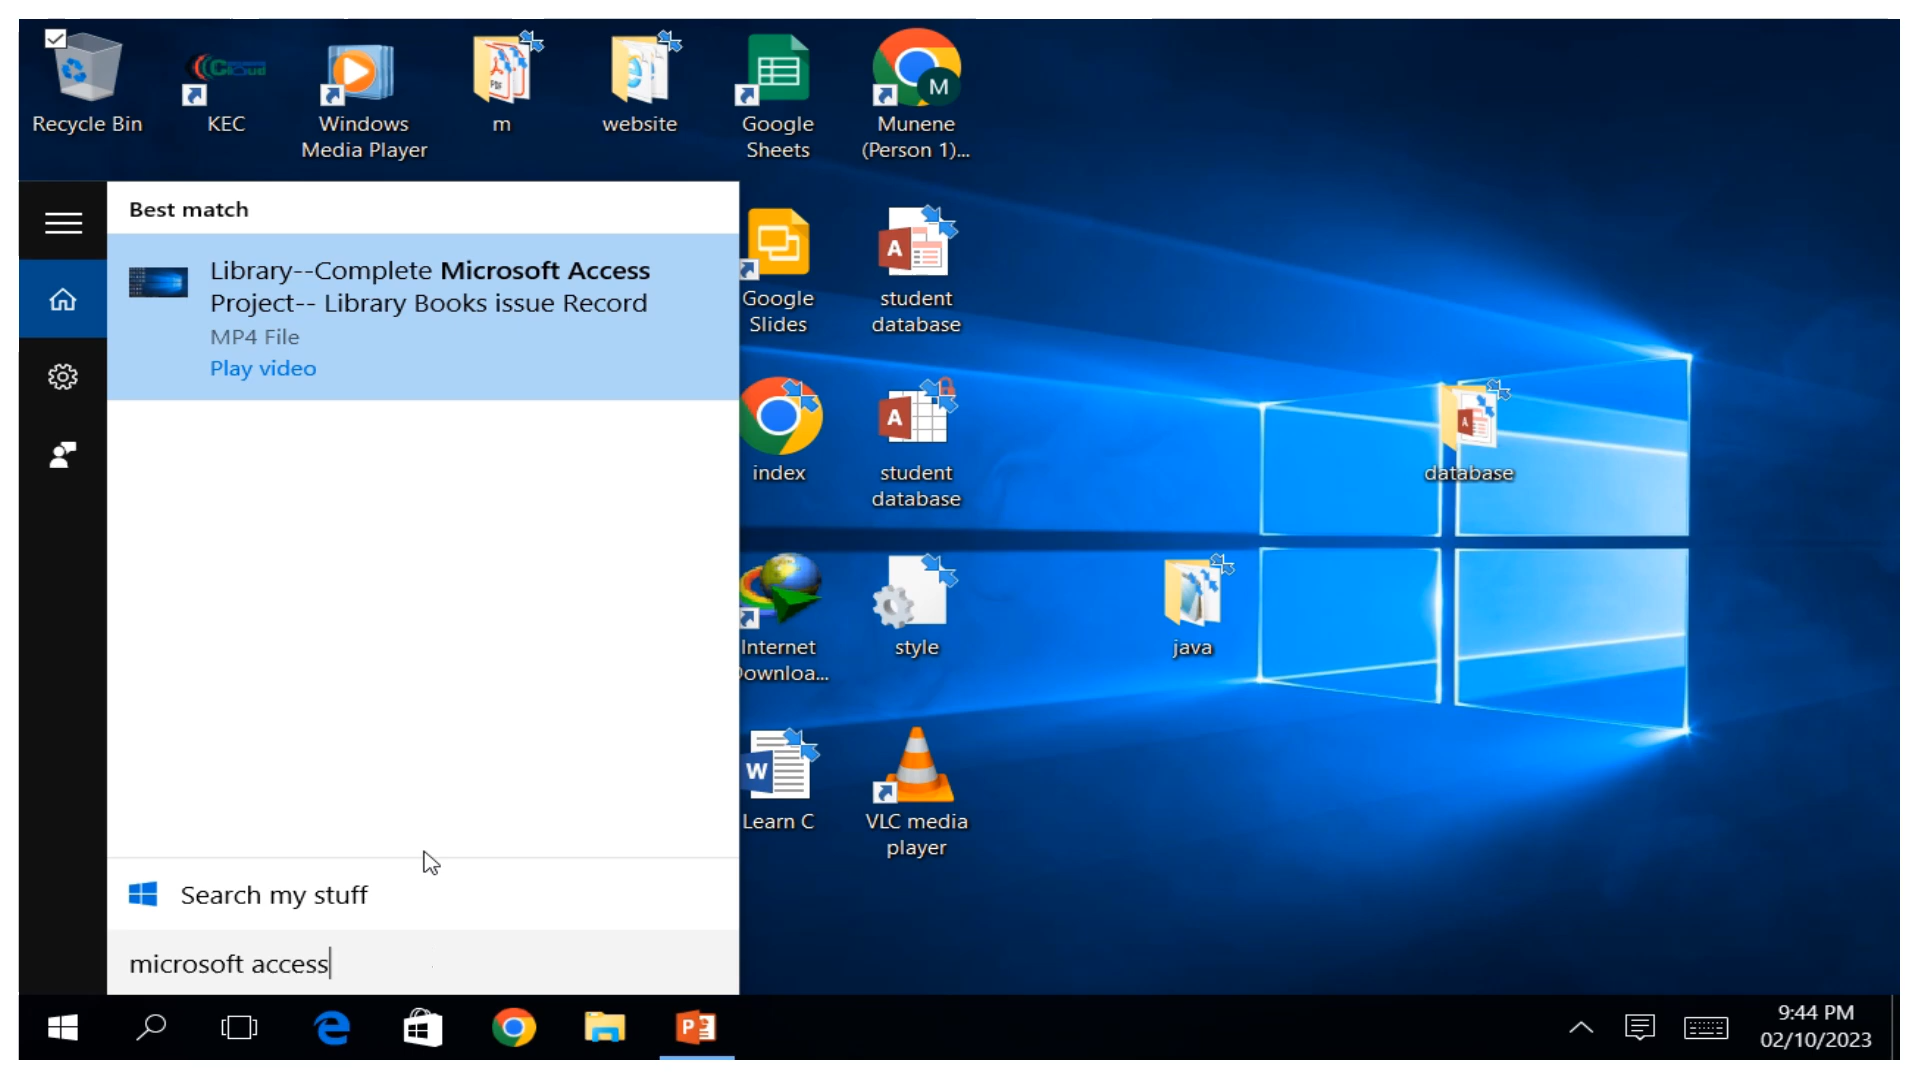 Recycle Bin
KEC
Windows
Media Player
m
website
Google
Sheets
Munene
(Person 1)...
M
Best match
Library--Complete Microsoft Access
Project-- Library Books issue Record
MP4 File
Play video
Google
Slides
student
database
index
student
database
database
Internet
Downloa...
style
java
Learn C
VLC media
player
Search my stuff
microsoft access
9:44 PM
02/10/2023